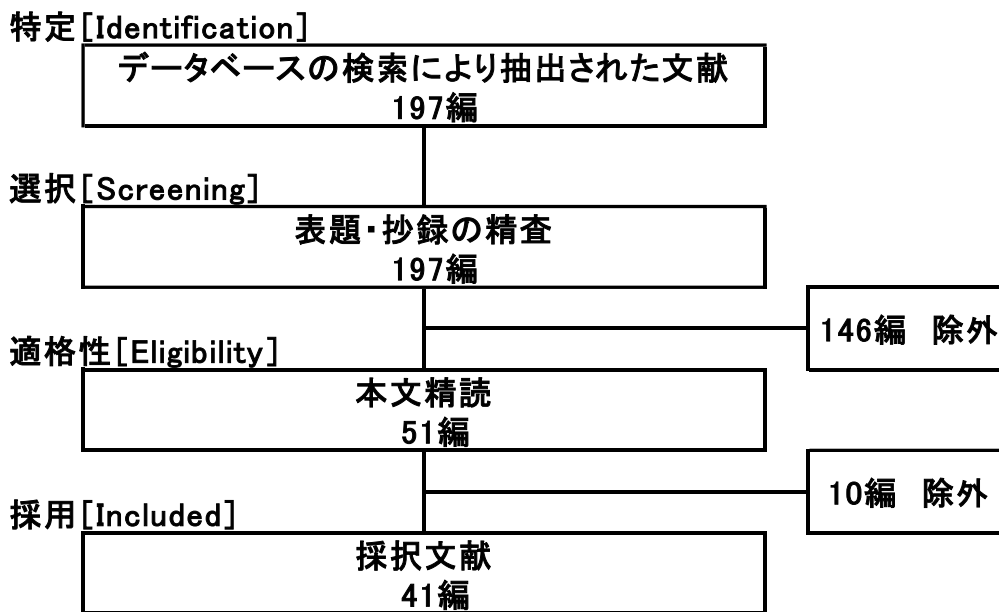 特定[Identification]
データベースの検索により抽出された文献
197編
選択[Screening]
表題・抄録の精査
197編
146編　除外
適格性[Eligibility]
本文精読
51編
10編　除外
採用[Included]
採択文献
41編